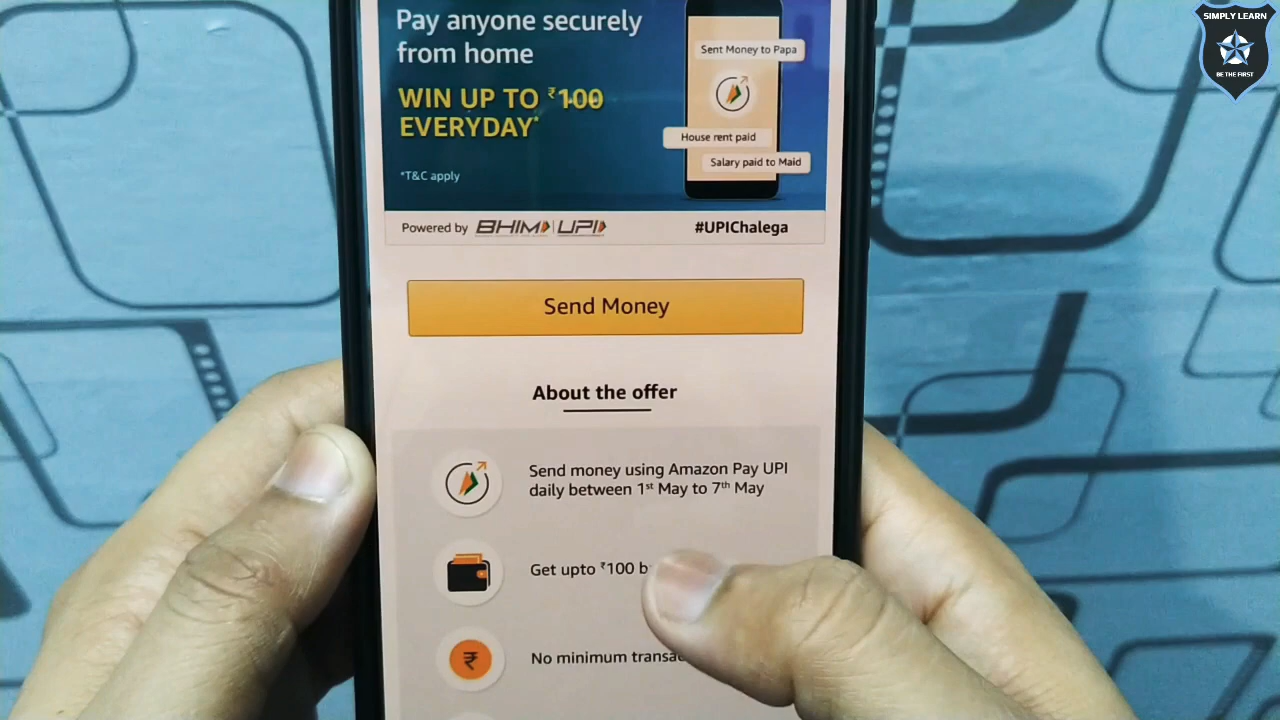 SIMPLY LEARN
BE THE FIRST
Pay anyone securely
from home
WIN UP TO ₹100
EVERYDAY*
*T&C apply
Sent Money to Papa
House rent paid
Salary paid to Maid
Powered by BHIM UPI
#UPIChalega
Send Money
About the offer
Send money using Amazon Pay UPI
daily between 1st May to 7th May
Get upto ₹100
No minimum